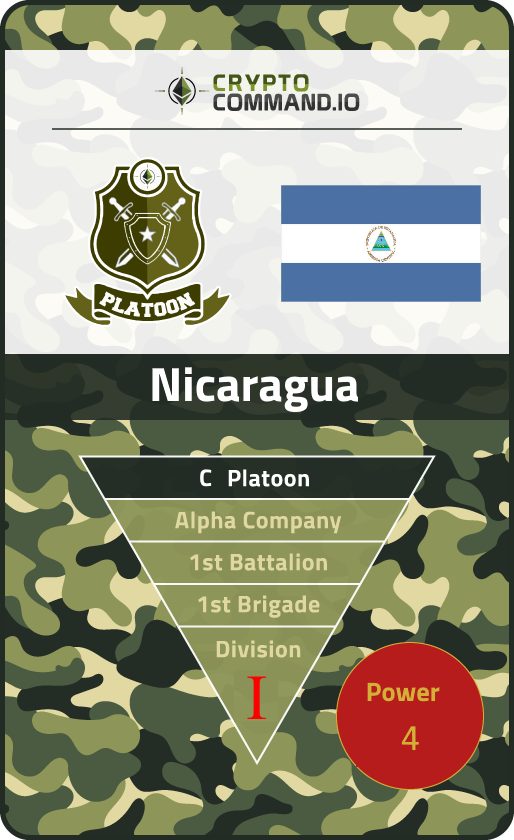 CRYPTO
COMMAND.IO
PLATOON
Nicaragua
C Platoon
Alpha Company
1st Battalion
1st Brigade
Division
I
Power
4